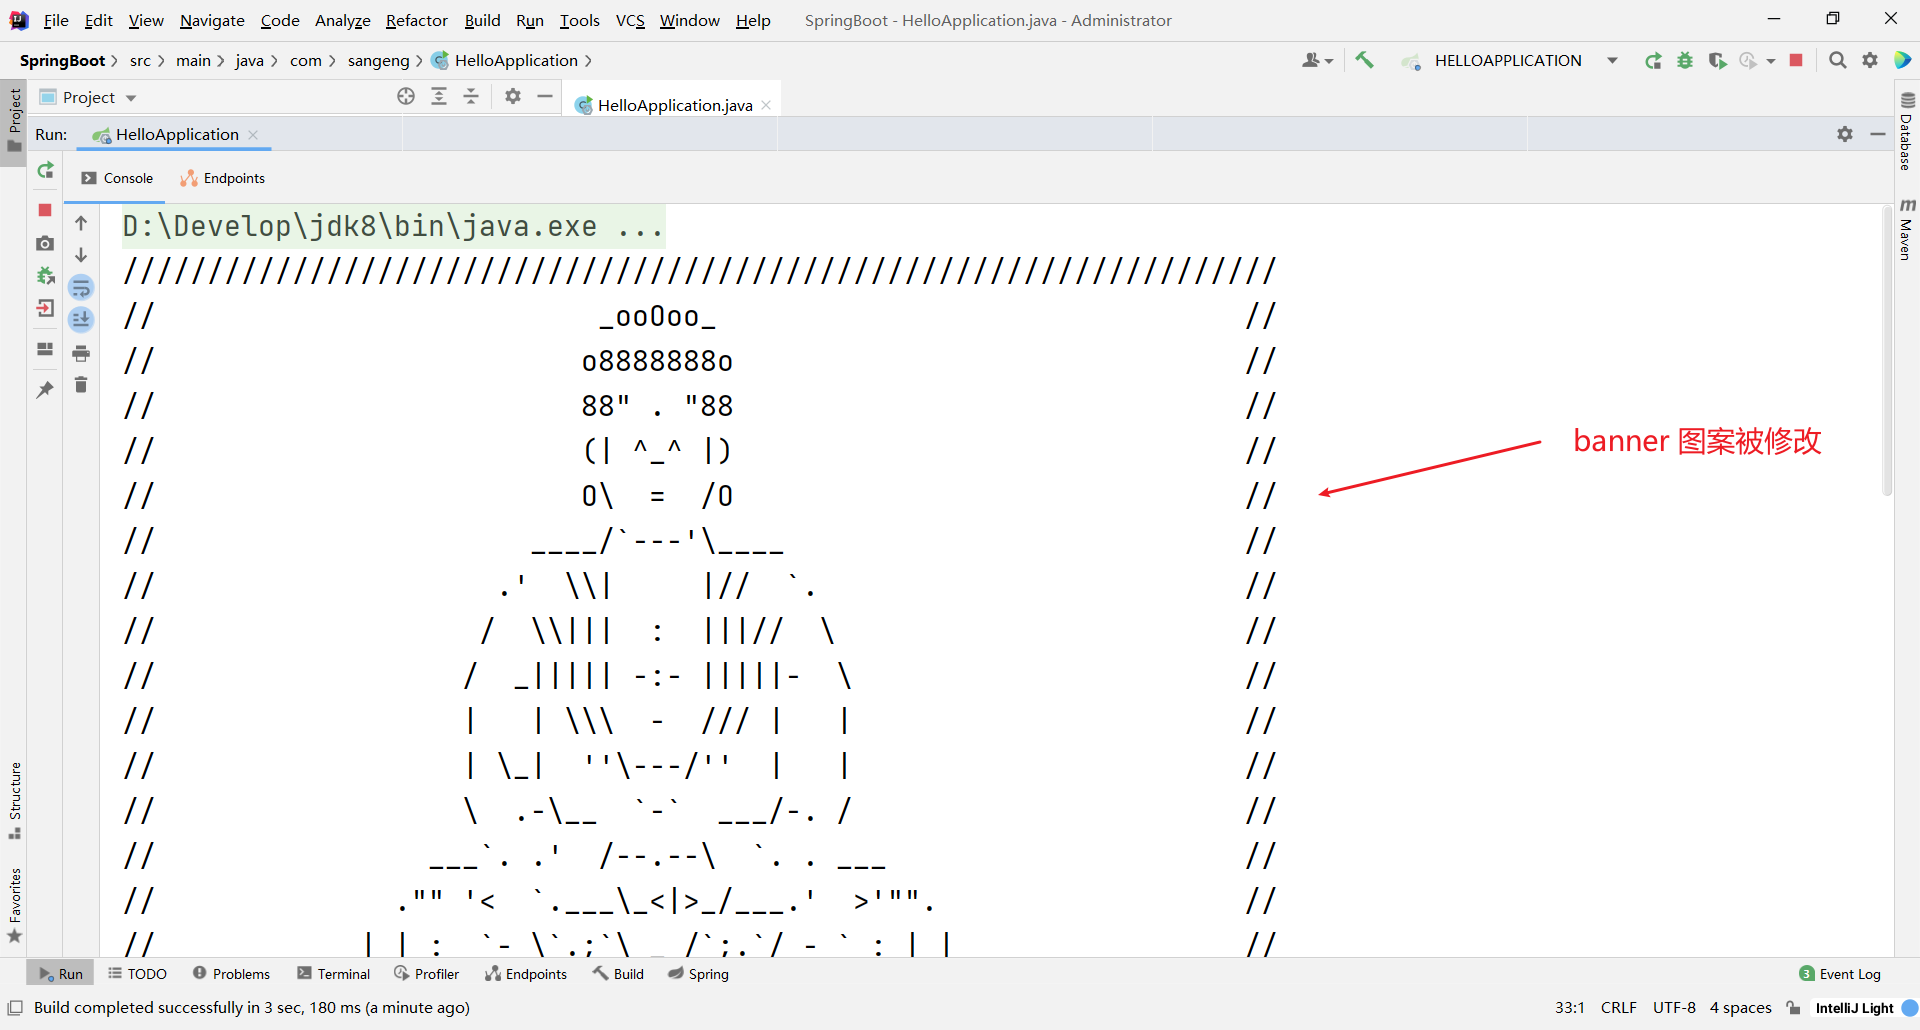 File Edit View Navigate Code Analyze Refactor Build Run Tools VCS Window Help SpringBoot - HelloApplication.java - Administrator
SpringBoot src main java com sangeng HelloApplication HELLOAPPLICATION
Project
HelloApplication.java
Run: HelloApplication
Console Endpoints
D:\Develop\jdk8\bin\java.exe ...
////////////////////////////////////////////////////////////////////
//                          _ooOoo_                               //
//                         o8888888o                              //
//                         88" . "88                              //
//                         (| ^_^ |)                              //
//                         O\  =  /O                              //
//                      ____/`---'\____                           //
//                    .'  \\|     |//  `.                         //
//                   /  \\|||  :  |||//  \                        //
//                  /  _||||| -:- |||||-  \                       //
//                  |   | \\\  -  /// |   |                       //
//                  | \_|  ''\---/''  |   |                       //
//                  \  .-\__  `-`  ___/-. /                       //
//                ___`. .'  /--.--\  `. . ___                     //
//              ."" '<  `.___\_<|>_/___.'  >'"".                  //
//            | | :  `- \`.;`\ _ /`;.`/ - ` : | |                 //
banner 图案被修改
Project
Structure
Favorites
Database
Maven
Run TODO Problems Terminal Profiler Endpoints Build Spring 3 Event Log
Build completed successfully in 3 sec, 180 ms (a minute ago) 33:1 CRLF UTF-8 4 spaces IntelliJ Light